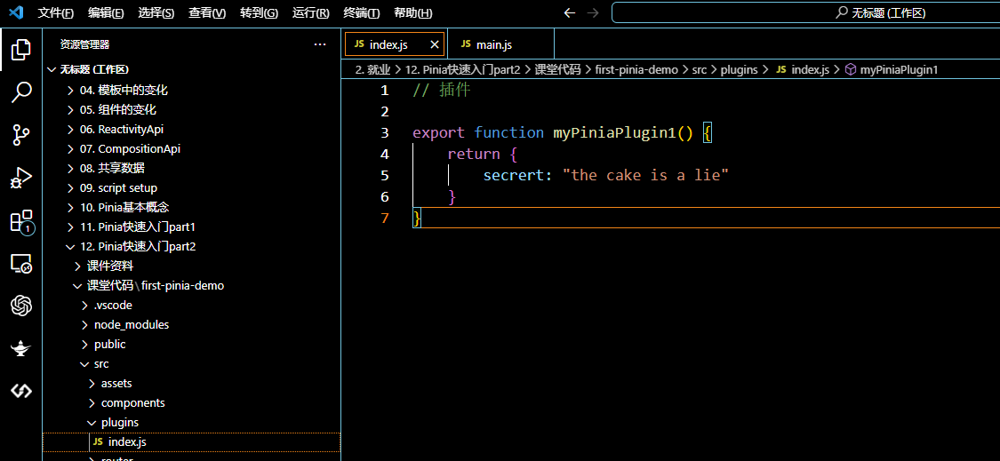 文件(F) 编辑(E) 选择(S) 查看(V) 转到(G) 运行(R) 终端(T) 帮助(H) 无标题 (工作区)
资源管理器 ···
无标题 (工作区)
04. 模板中的变化
05. 组件的变化
06. ReactivityApi
07. CompositionApi
08. 共享数据
09. script setup
10. Pinia基本概念
11. Pinia快速入门part1
12. Pinia快速入门part2
课件资料
课堂代码\first-pinia-demo
.vscode
node_modules
public
src
assets
components
plugins
JS index.js
router
1
JS index.js JS main.js
2. 就业 > 12. Pinia快速入门part2 > 课堂代码 > first-pinia-demo > src > plugins > JS index.js > myPiniaPlugin1
1 // 插件
2
3 export function myPiniaPlugin1() {
4 return {
5 secrert: "the cake is a lie"
6 }
7 }